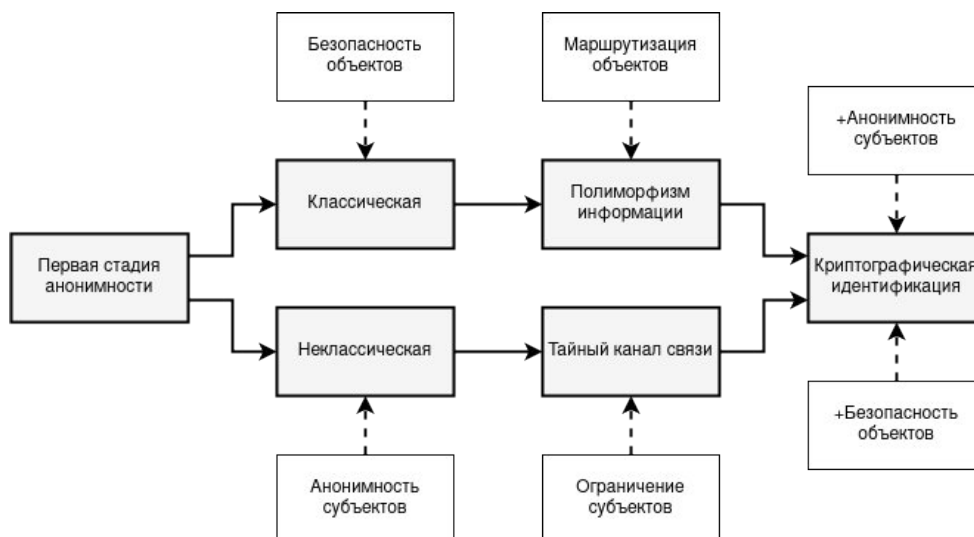 Безопасность
объектов
Маршрутизация
объектов
+Анонимность
субъектов
Классическая
Полиморфизм
информации
Первая стадия
анонимности
Криптографическая
идентификация
Неклассическая
Тайный канал связи
+Безопасность
объектов
Анонимность
субъектов
Ограничение
субъектов